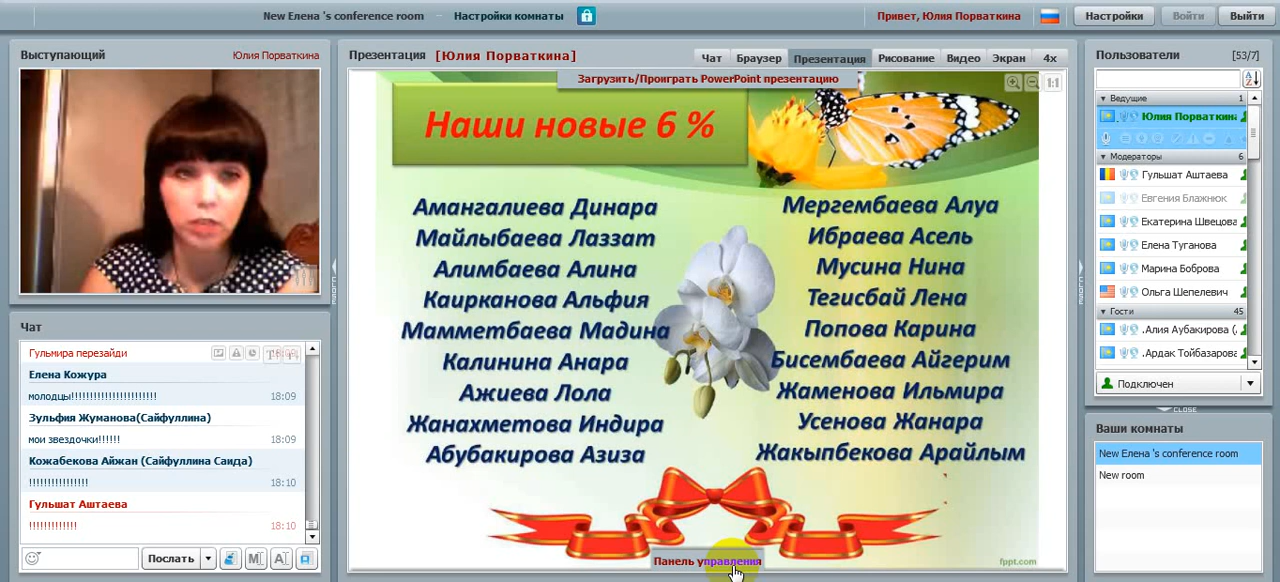 New Елена 's conference room
Настройки комнаты
Привет, Юлия Порваткина
Настройки
Войти
Выйти
Выступающий
Юлия Порваткина
Презентация
[Юлия Порваткина]
Чат
Браузер
Презентация
Рисование
Видео
Экран
4x
Загрузить/Проиграть PowerPoint презентацию
1:1
Наши новые 6 %
Амангалиева Динара
Майлыбаева Лаззат
Алимбаева Алина
Каирканова Альфия
Мамметбаева Мадина
Калинина Анара
Ажиева Лола
Жанахметова Индира
Абубакирова Азиза
Мергембаева Алуа
Ибраева Асель
Мусина Нина
Тегисбай Лена
Попова Карина
Бисембаева Айгерим
Жаменова Ильмира
Усенова Жанара
Жакыпбекова Арайлым
fppt.com
Панель управления
Чат
Гульмира перезайди
Елена Кожура
молодцы!!!!!!!!!!!!!!!!!!!!!!! 18:09
Зульфия Жуманова(Сайфуллина)
мои звездочки!!!!!! 18:09
Кожабекова Айжан (Сайфуллина Саида)
!!!!!!!!!!!!!!!! 18:10
Гульшат Аштаева
!!!!!!!!!!!!! 18:10
Послать
Пользователи
[53/7]
Ведущие 1
Юлия Порваткина
Модераторы 6
Гульшат Аштаева
Евгения Блажнюк
Екатерина Швецова
Елена Туганова
Марина Боброва
Ольга Шепелевич
Гости 45
.Алия Аубакирова (
.Ардак Тойбазарова
Подключен
CLOSE
Ваши комнаты
New Елена 's conference room
New room